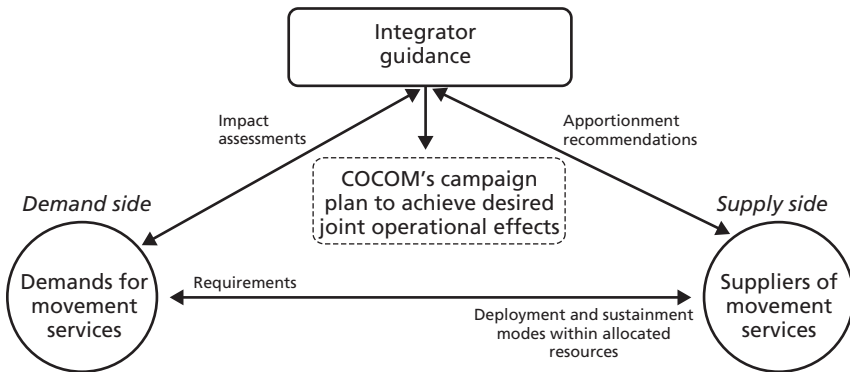 Integrator
guidance
Impact
assessments
Apportionment
recommendations
COCOM’s campaign
plan to achieve desired
joint operational effects
Demand side
Supply side
Demands for
movement
services
Requirements
Deployment and sustainment
modes within allocated
resources
Suppliers of
movement
services